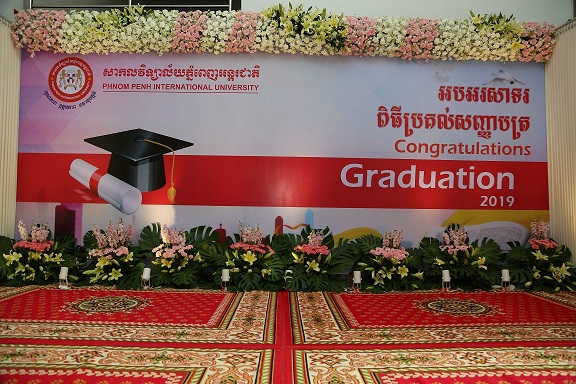 សាកលវិទ្យាល័យភ្នំពេញអន្តរជាតិ
PHNOM PENH INTERNATIONAL UNIVERSITY
អបអរសាទរ
ពិធីប្រគល់សញ្ញាបត្រ
Congratulations
Graduation
2019